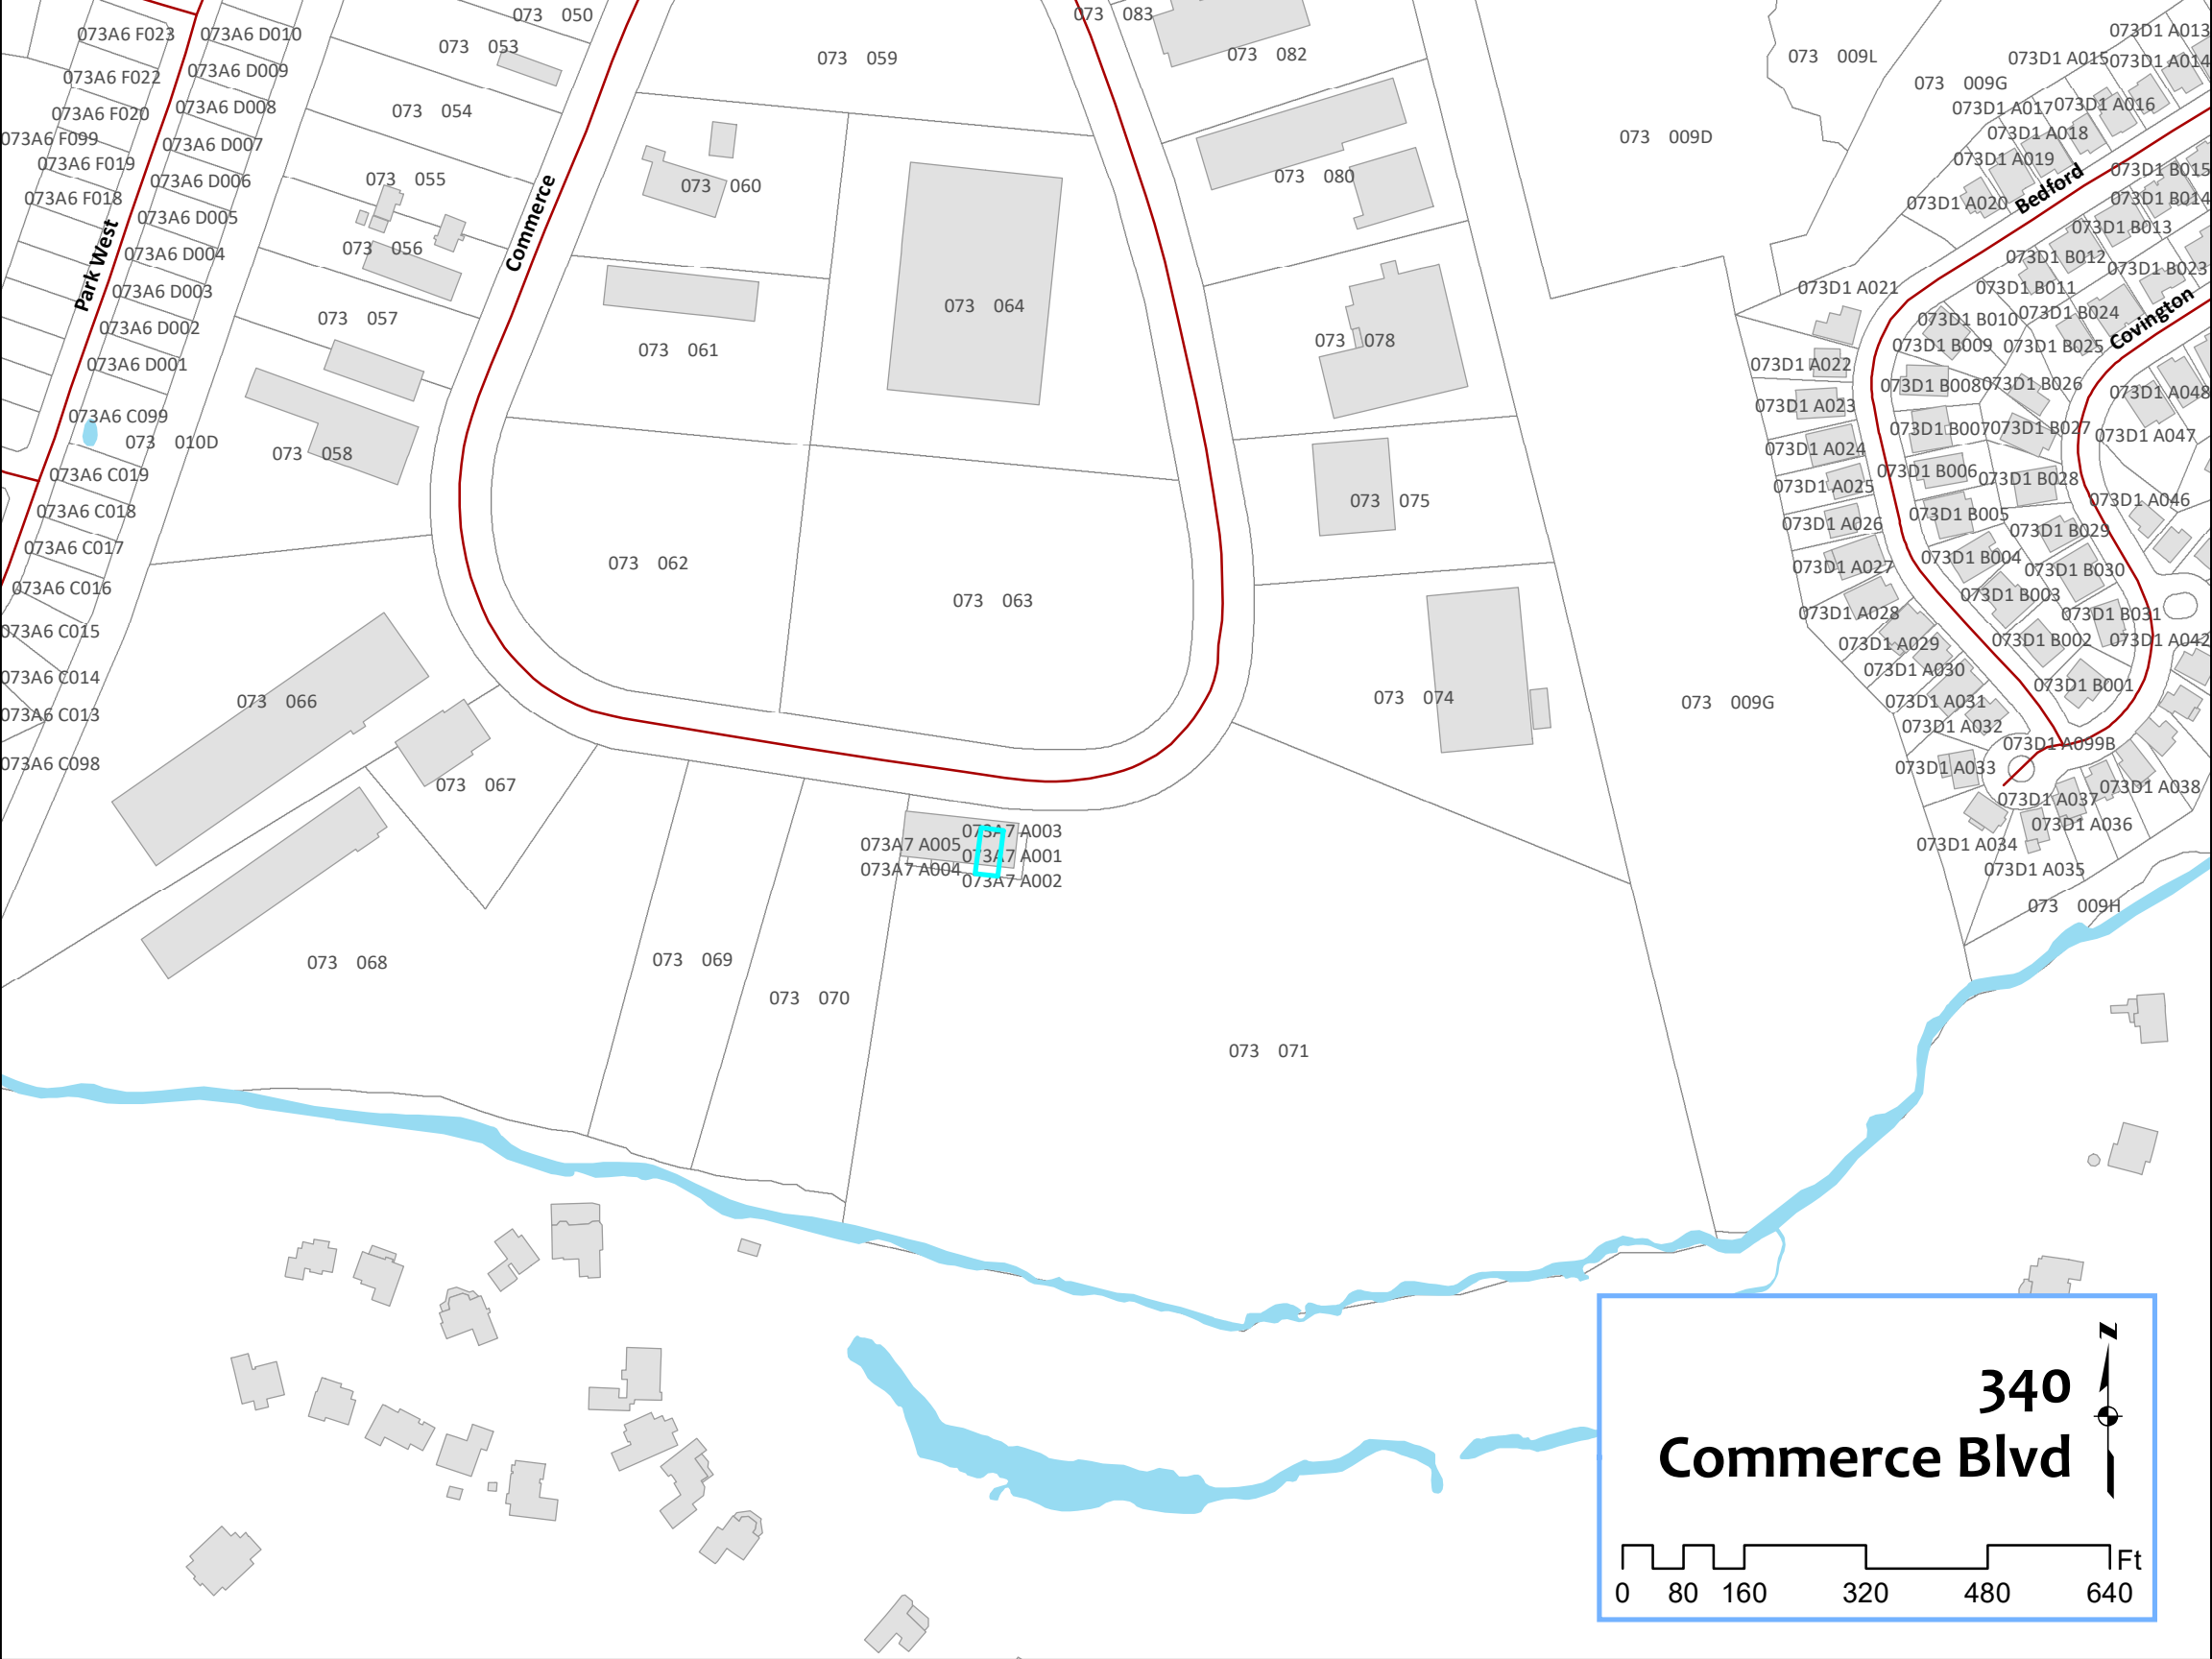 073 050
073 083
073A6 F023
073A6 D010
073 053
073 059
073 082
073 009L
073D1 A013
073D1 A015
073D1 A014
073A6 F022
073A6 D009
073 009G
073A6 F020
073A6 D008
073 054
073D1 A017
073D1 A016
073A6 F099
073A6 D007
073 009D
073D1 A018
073A6 F019
073D1 A019
073A6 D006
073 055
073 060
073 080
073D1 B015
Bedford
073A6 F018
073D1 B014
073A6 D005
073D1 A020
Commerce
073D1 B013
Park West
073A6 D004
073 056
073D1 B012
073D1 B023
073A6 D003
073D1 A021
073D1 B011
073 064
073 057
073D1 B010
073D1 B024
Covington
073A6 D002
073 061
073 078
073D1 B009
073D1 B025
073A6 D001
073D1 A022
073D1 B008
073D1 B026
073D1 A048
073A6 C099
073D1 A023
073D1 B007
073D1 B027
073D1 A047
073 010D
073 058
073D1 A024
073A6 C019
073D1 B006
073D1 B028
073D1 A025
073 075
073D1 A046
073A6 C018
073D1 A026
073D1 B005
073D1 B029
073A6 C017
073 062
073D1 A027
073D1 B004
073D1 B030
073A6 C016
073 063
073D1 A028
073D1 B003
073D1 B031
073A6 C015
073D1 A029
073D1 B002
073D1 A042
073A6 C014
073D1 A030
073D1 B001
073 066
073 074
073 009G
073D1 A031
073A6 C013
073D1 A032
073D1 A099B
073A6 C098
073D1 A033
073 067
073D1 A037
073D1 A038
073A7 A003
073D1 A036
073A7 A005
073D1 A034
073A7 A001
073A7 A004
073D1 A035
073A7 A002
073 009H
073 068
073 069
073 070
073 071
340
Commerce Blvd
N
Ft
0 80 160 320 480 640